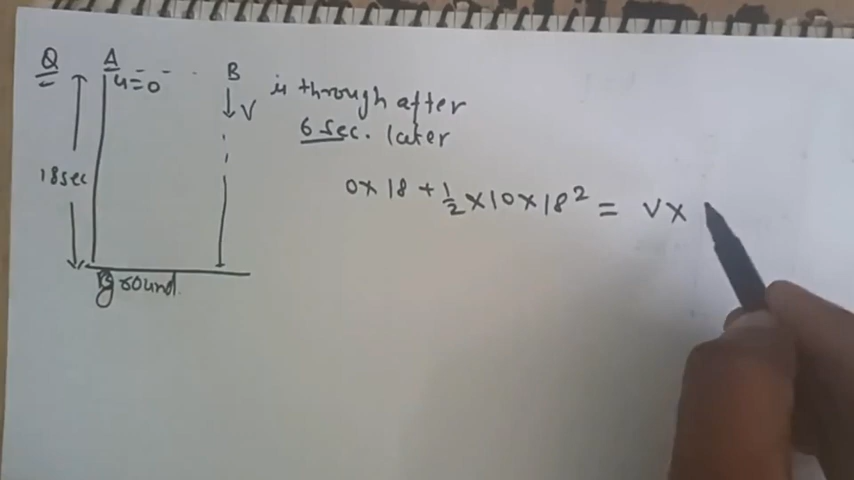 Q A B
u=0
is through after
V
6 sec. later
18sec
0×18 + 1/2 ×10×18² = V×
ground.